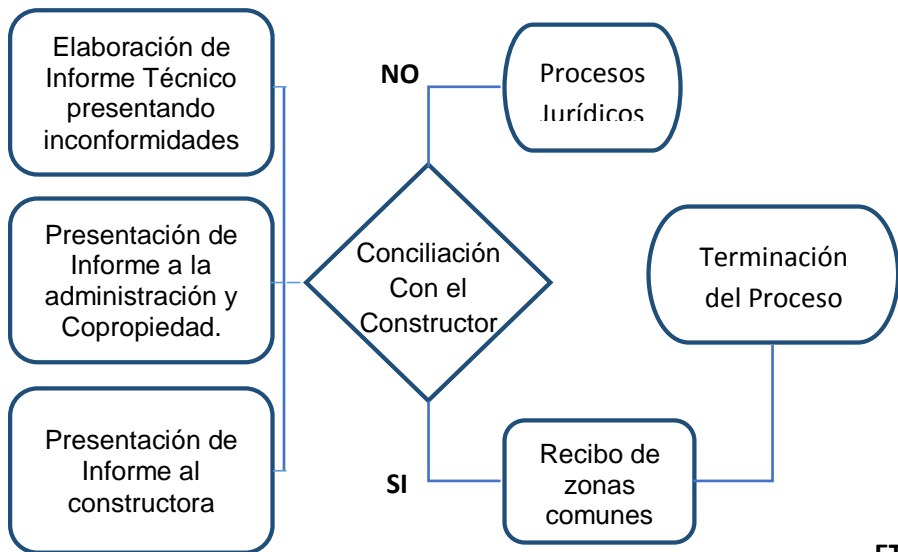 Elaboración de
Informe Técnico
presentando
inconformidades
Presentación de
Informe a la
administración y
Copropiedad.
Presentación de
Informe al
constructora
Conciliación
Con el
Constructor
NO
Procesos
Jurídicos
SI
Recibo de
zonas
comunes
Terminación
del Proceso